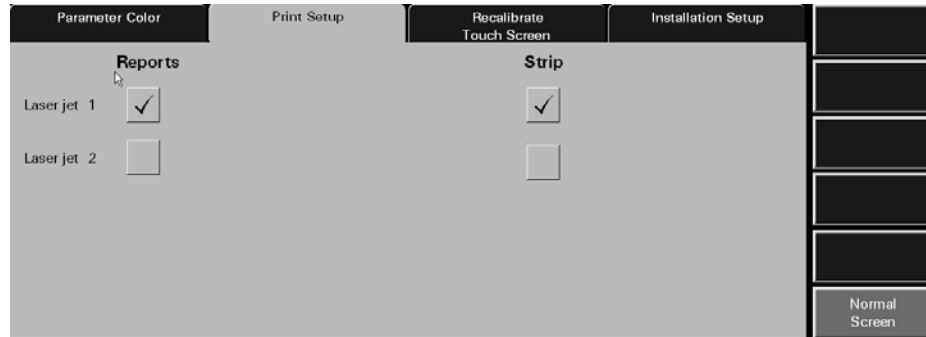 Parameter Color
Print Setup
Recalibrate
Touch Screen
Installation Setup
Reports
Strip
Laser jet 1
Laser jet 2
Normal
Screen